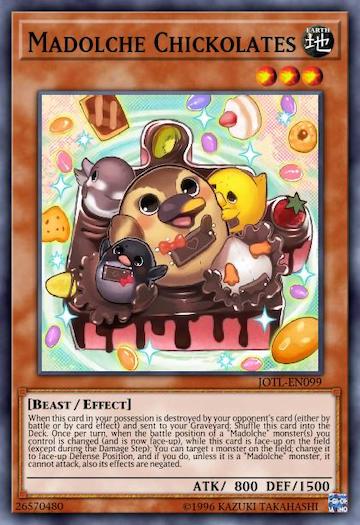 MADOLCHE CHICKOLATES
EARTH
地
JOTL-EN099
[BEAST / EFFECT]
When this card in your possession is destroyed by your opponent's card (either by
battle or by card effect) and sent to your Graveyard: Shuffle this card into
the Deck. Once per turn, when the battle position of a "Madolche" monster(s) you
control is changed (and is now face-up), while this card is face-up on the field
(except during the Damage Step): You can target 1 monster on the field; change it
to face-up Defense Position, and if you do, unless it is a "Madolche" monster, it
cannot attack, also its effects are negated.
ATK/ 800 DEF/1500
26570480
©1996 KAZUKI TAKAHASHI